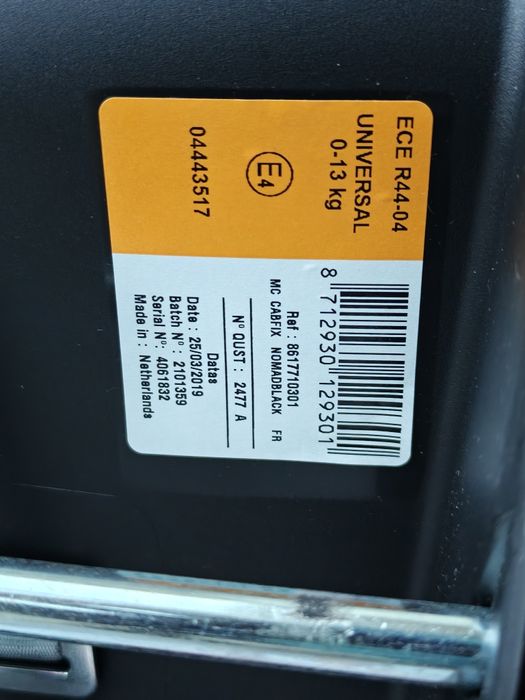 ECE R44-04
UNIVERSAL
0-13 kg
E4
04443517
8 712930 129301
Ref : 8617710301
MC CABFIX NOMADBLACK FR
N° QUST : 2477 A
Datas
Date : 25/03/2019
Batch N° : 2101359
Serial N°: 4061832
Made in : Netherlands